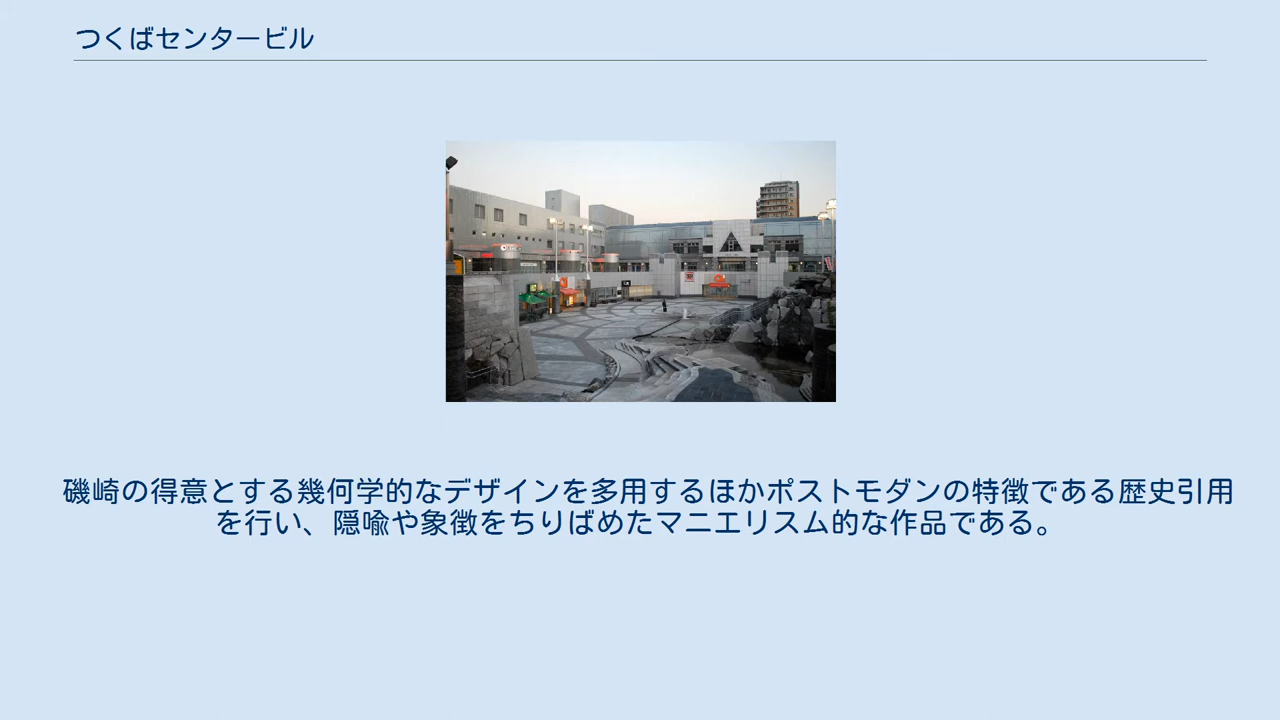 つくばセンタービル
磯崎の得意とする幾何学的なデザインを多用するほかポストモダンの特徴である歴史引用
を行い、隠喩や象徴をちりばめたマニエリスム的な作品である。